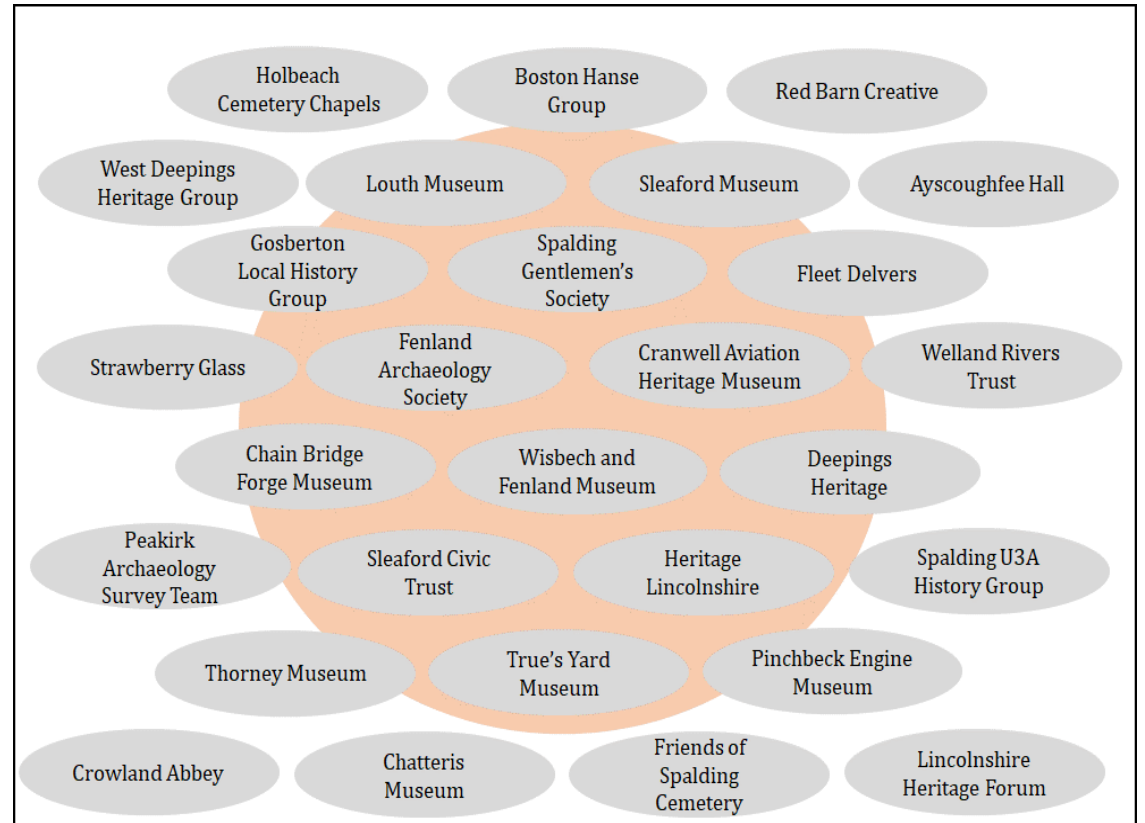 Holbeach
Cemetery Chapels
Boston Hanse
Group
Red Barn Creative
West Deepings
Heritage Group
Louth Museum
Sleaford Museum
Ayscoughfee Hall
Gosberton
Local History
Group
Spalding
Gentlemen's
Society
Fleet Delvers
Strawberry Glass
Fenland
Archaeology
Society
Cranwell Aviation
Heritage Museum
Welland Rivers
Trust
Chain Bridge
Forge Museum
Wisbech and
Fenland Museum
Deepings
Heritage
Peakirk
Archaeology
Survey Team
Sleaford Civic
Trust
Heritage
Lincolnshire
Spalding U3A
History Group
Thorney Museum
True's Yard
Museum
Pinchbeck Engine
Museum
Crowland Abbey
Chatteris
Museum
Friends of
Spalding
Cemetery
Lincolnshire
Heritage Forum